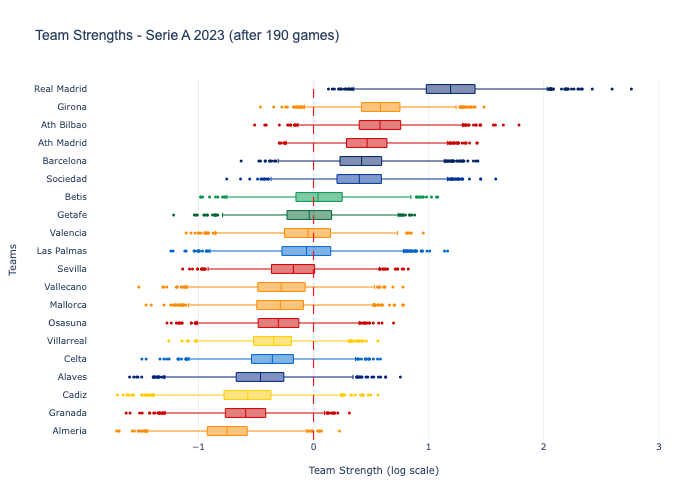 Team Strengths - Serie A 2023 (after 190 games)
Real Madrid
Girona
Ath Bilbao
Ath Madrid
Barcelona
Sociedad
Betis
Getafe
Valencia
Las Palmas
Sevilla
Vallecano
Mallorca
Osasuna
Villarreal
Celta
Alaves
Cadiz
Granada
Almeria
Teams
−1 0 1 2 3
Team Strength (log scale)